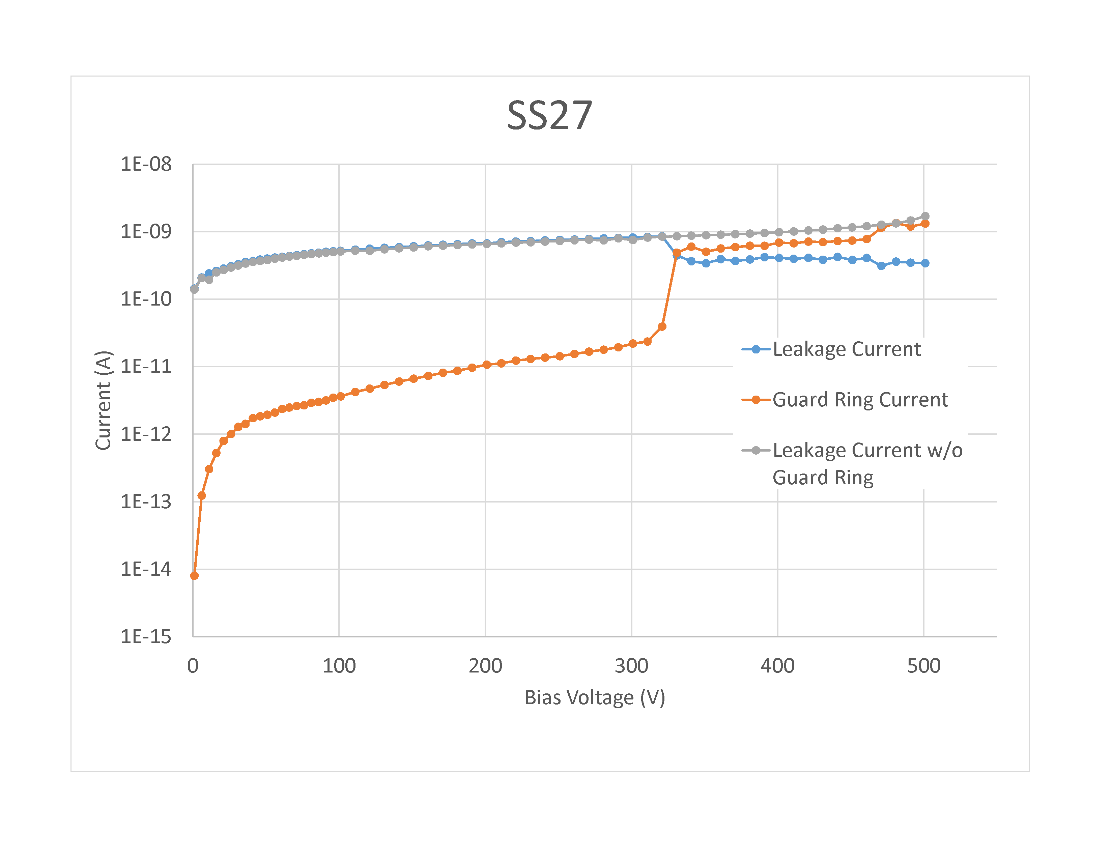 SS27
1E-08
1E-09
1E-10
1E-11
1E-12
1E-13
1E-14
1E-15
Current (A)
0 100 200 300 400 500
Bias Voltage (V)
Leakage Current
Guard Ring Current
Leakage Current w/o
Guard Ring